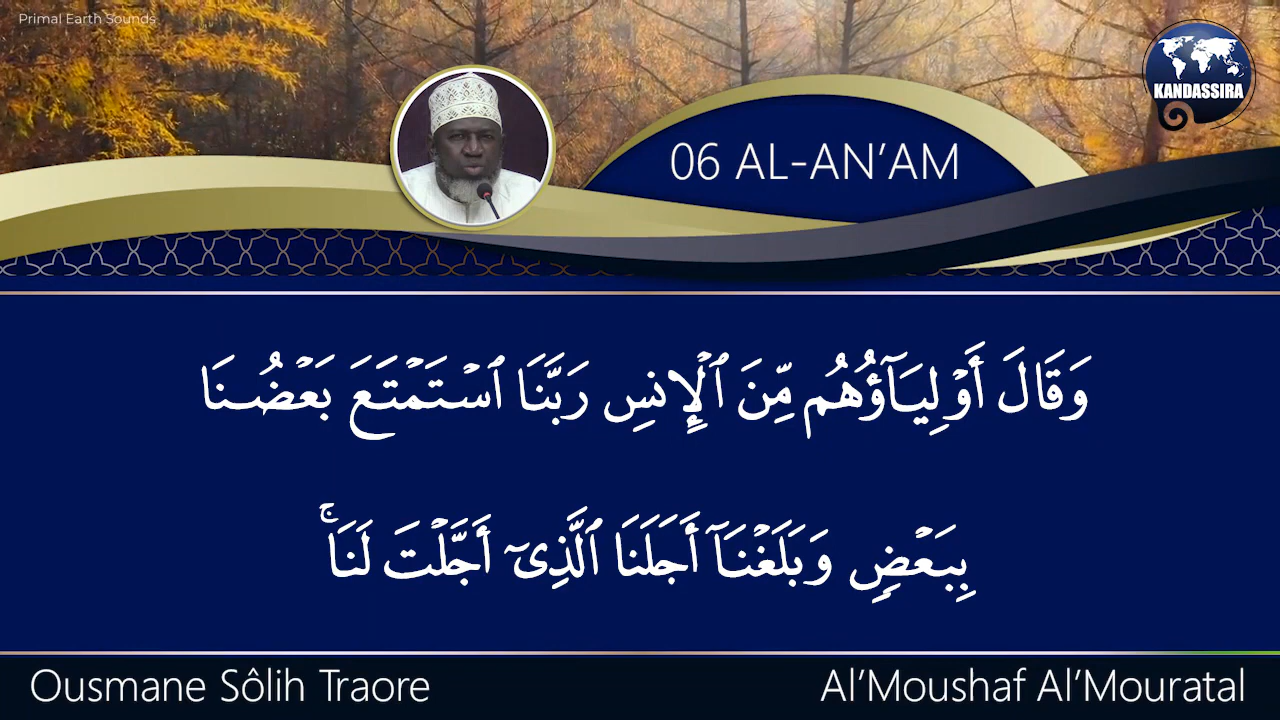 Primal Earth Sounds
KANDASSIRA
06 AL-AN’AM
وَقَالَ أَوْلِيَآؤُهُم مِّنَ ٱلْإِنسِ رَبَّنَا ٱسْتَمْتَعَ بَعْضُنَا
بِبَعْضٍ وَبَلَغْنَآ أَجَلَنَا ٱلَّذِىٓ أَجَّلْتَ لَنَا ۚ
Ousmane Sôlih Traore
Al’Moushaf Al’Mouratal